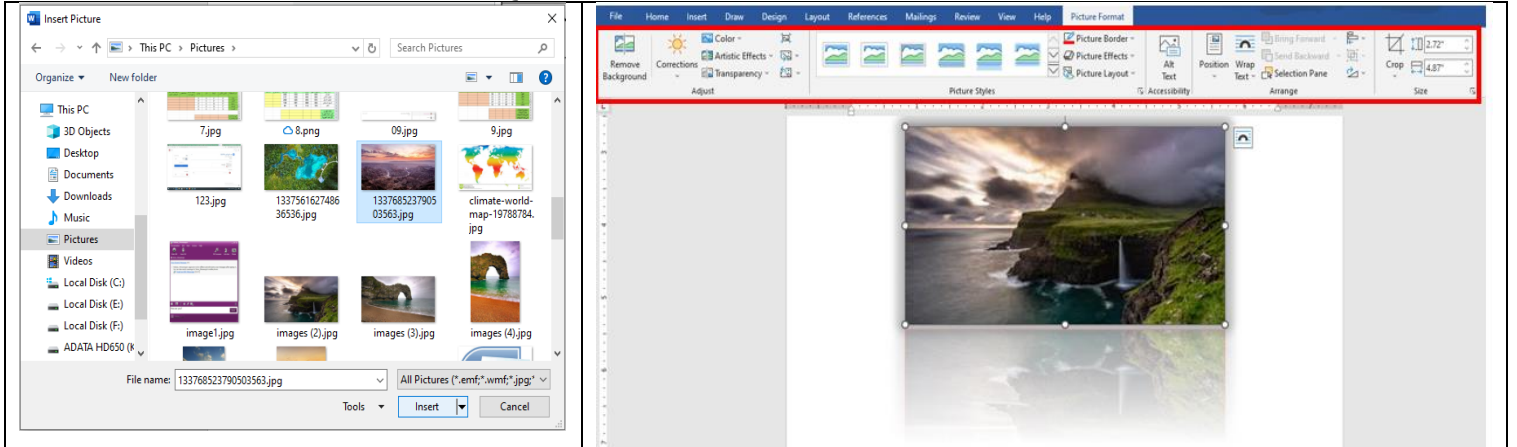 Insert Picture
This PC > Pictures >
Search Pictures
Organize
New folder
This PC
3D Objects
Desktop
Documents
Downloads
Music
Pictures
Videos
Local Disk (C:)
Local Disk (E:)
Local Disk (F:)
ADATA HD650 (K
7.jpg
8.png
09.jpg
9.jpg
123.jpg
1337561627486
36536.jpg
1337685237905
03563.jpg
climate-world-
map-19788784.
jpg
image1.jpg
images (2).jpg
images (3).jpg
images (4).jpg
File name: 133768523790503563.jpg
All Pictures (*.emf;*.wmf;*.jpg;*
Tools
Insert
Cancel
File Home Insert Draw Design Layout References Mailings Review View Help Picture Format
Remove
Background
Corrections
Color
Artistic Effects
Transparency
Adjust
Picture Styles
Picture Border
Picture Effects
Picture Layout
Alt
Text
Accessibility
Position
Wrap
Text
Bring Forward
Send Backward
Selection Pane
Arrange
Crop
2.72"
4.87"
Size